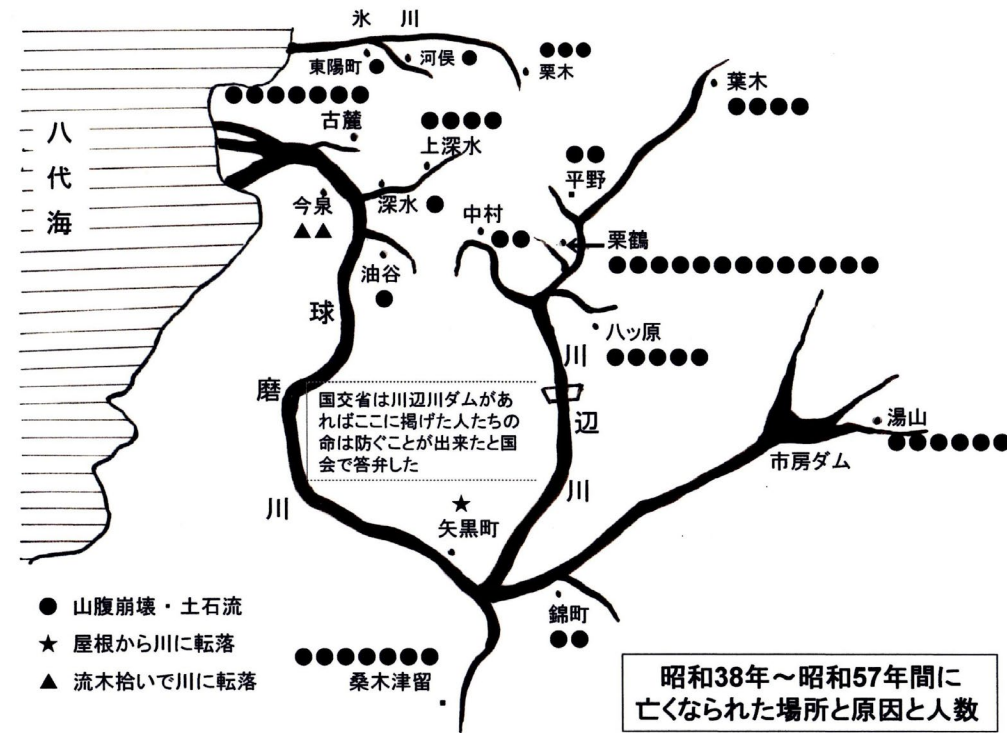 氷川
東陽町
河俣
栗木
葉木
古麓
上深水
平野
八代海
今泉
深水
中村
栗鶴
油谷
球磨川
八ッ原
川辺川
国交省は川辺川ダムがあ
ればここに掲げた人たちの
命は防ぐことが出来たと国
会で答弁した
湯山
市房ダム
矢黒町
錦町
桑木津留
● 山腹崩壊・土石流
★ 屋根から川に転落
▲ 流木拾いで川に転落
昭和38年～昭和57年間に
亡くなられた場所と原因と人数